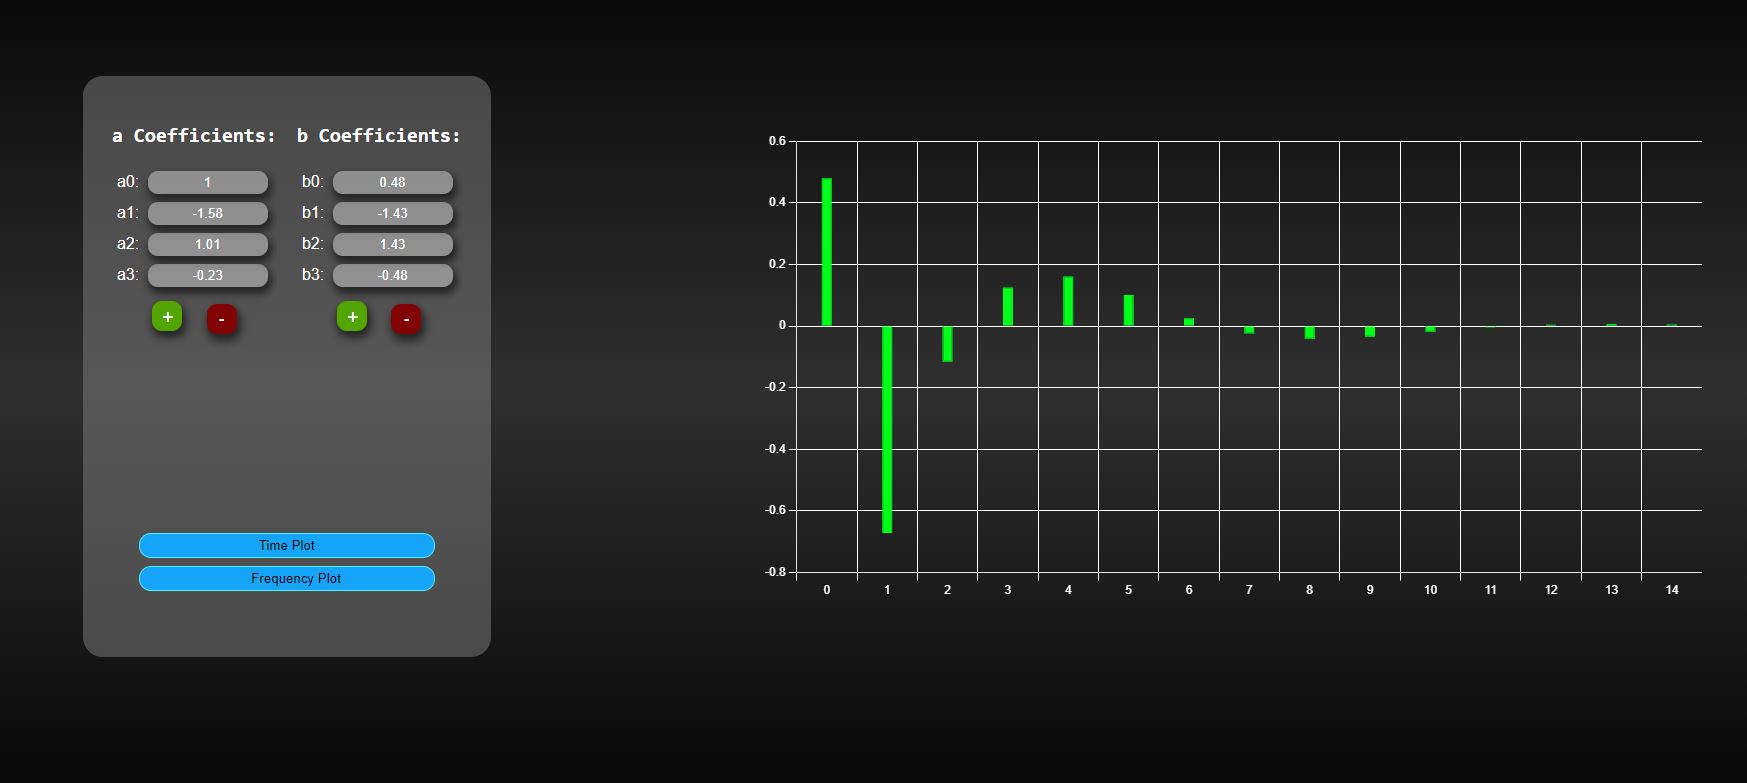 a Coefficients: b Coefficients:
a0: 1 b0: 0.48
a1: -1.58 b1: -1.43
a2: 1.01 b2: 1.43
a3: -0.23 b3: -0.48
+ - + -
Time Plot
Frequency Plot
0.6
0.4
0.2
0
-0.2
-0.4
-0.6
-0.8
0 1 2 3 4 5 6 7 8 9 10 11 12 13 14